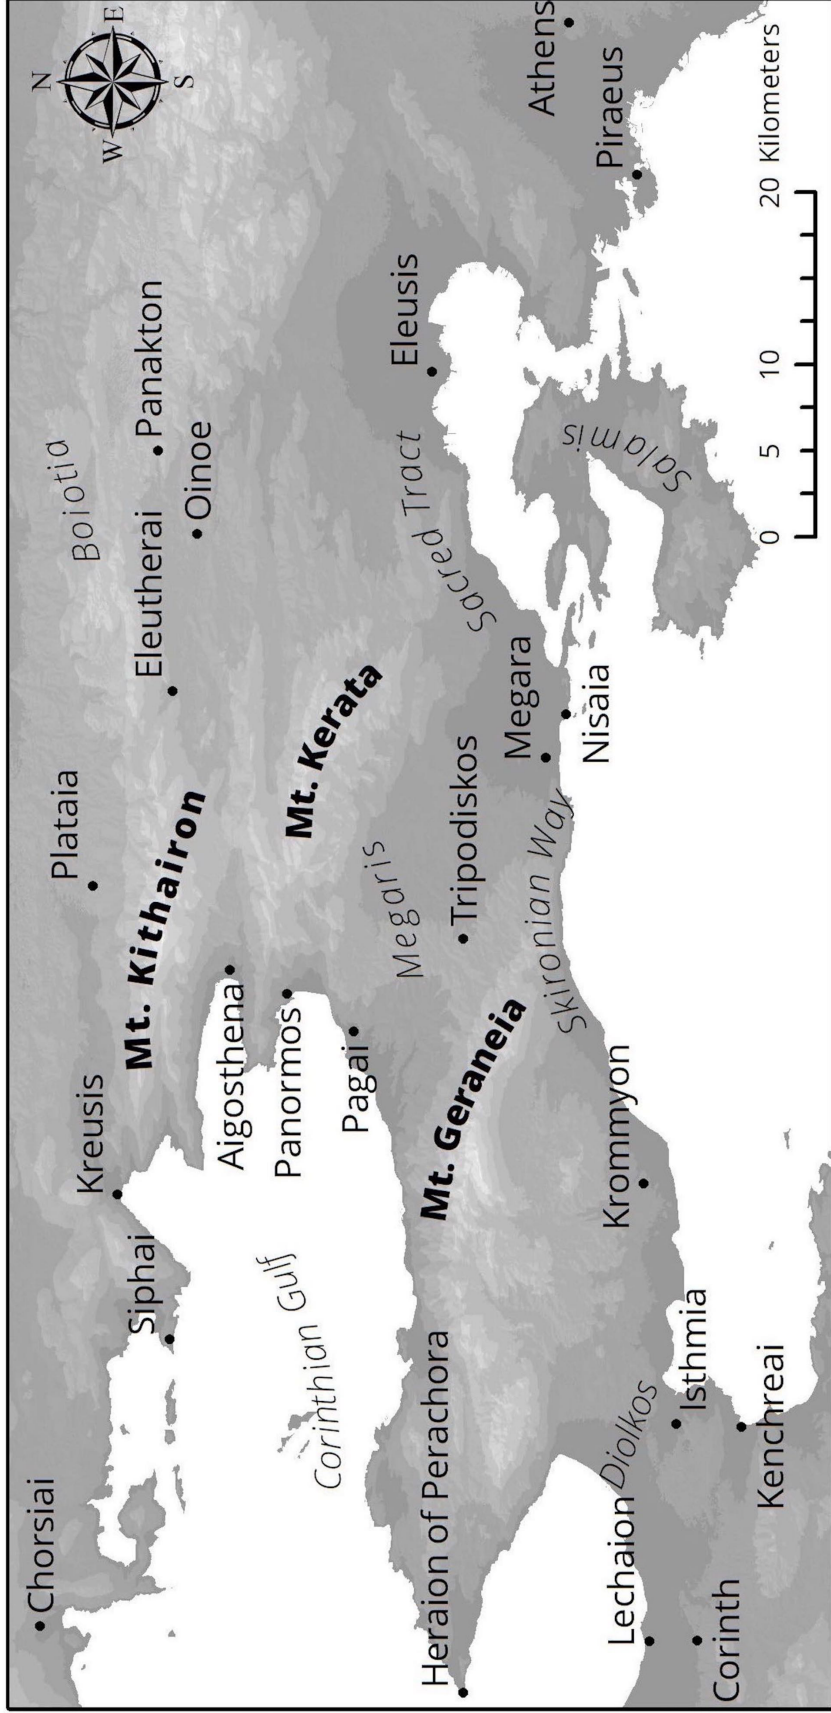 N
E
W
S
Chorsiai
Siphai
Kreusis
Plataia
Boiotia
Mt. Kithairon
Eleutherai
Panakton
Oinoe
Aigosthena
Panormos
Pagai
Corinthian Gulf
Mt. Kerata
Megaris
Tripodiskos
Sacred Tract
Eleusis
Athens
Piraeus
Heraion of Perachora
Mt. Geraneia
Skironian Way
Megara
Nisaia
Salamis
Krommyon
Lechaion
Diolkos
Isthmia
Corinth
Kenchreai
0 5 10 20 Kilometers